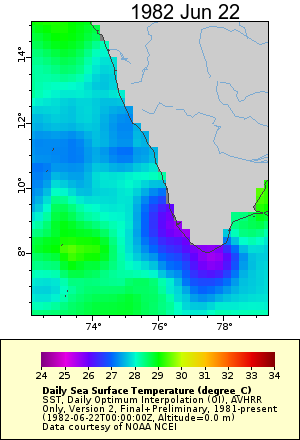 1982 Jun 22
14°
12°
10°
8°
74°
76°
78°
24 25 26 27 28 29 30 31 32 33 34
Daily Sea Surface Temperature (degree_C)
SST, Daily Optimum Interpolation (OI), AVHRR
Only, Version 2, Final+Preliminary, 1981-present
(1982-06-22T00:00:00Z, Altitude=0.0 m)
Data courtesy of NOAA NCEI